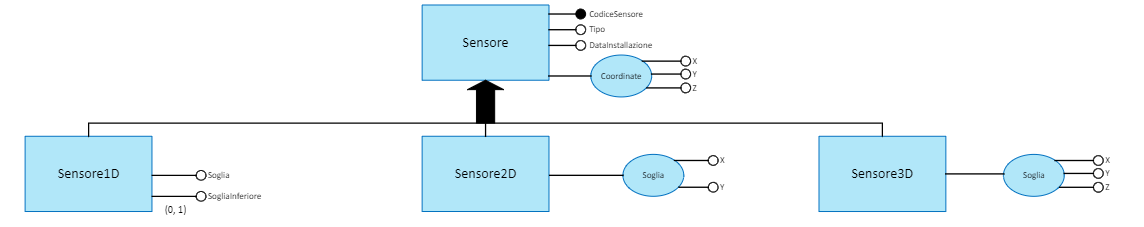 Sensore
CodiceSensore
Tipo
DataInstallazione
Coordinate
X
Y
Z
Sensore1D
Soglia
SogliaInferiore
(0, 1)
Sensore2D
Soglia
X
Y
Sensore3D
Soglia
X
Y
Z